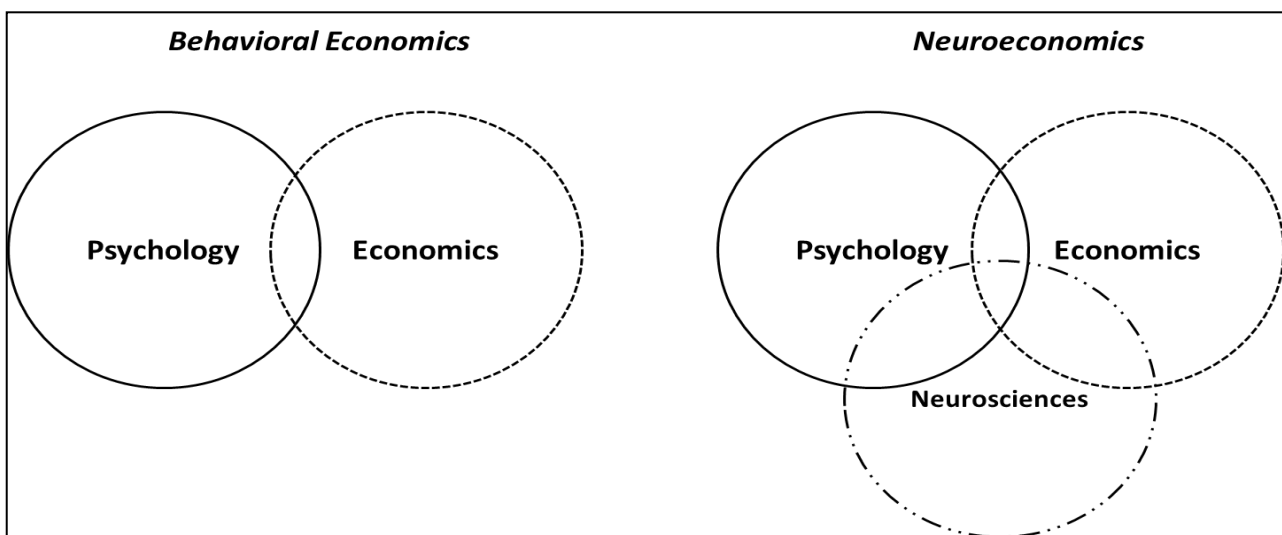 Behavioral Economics
Neuroeconomics
Psychology
Economics
Psychology
Economics
Neurosciences